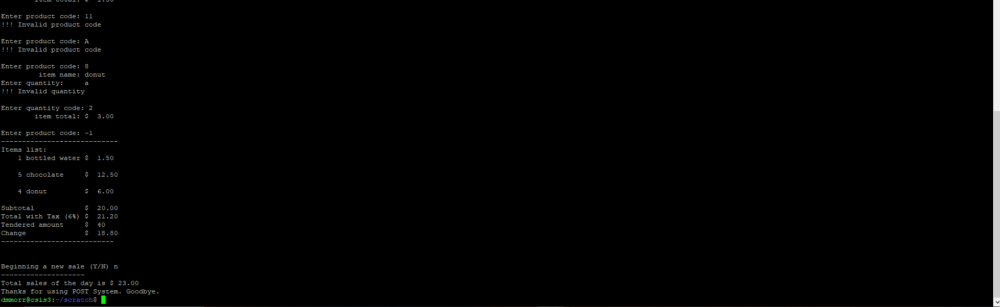 item total: $  1.50
Enter product code: 11
!!! Invalid product code
Enter product code: A
!!! Invalid product code
Enter product code: 8
item name: donut
Enter quantity:     a
!!! Invalid quantity
Enter quantity code: 2
item total: $  3.00
Enter product code: -1
----------------------------
Items list:
1 bottled water $  1.50
5 chocolate     $  12.50
4 donut         $  6.00
Subtotal            $  20.00
Total with Tax (6%) $  21.20
Tendered amount     $  40
Change              $  18.80
---------------------------
Beginning a new sale (Y/N) n
--------------------
Total sales of the day is $ 23.00
Thanks for using POST System. Goodbye.
dmmorr@csis3:~/scratch$